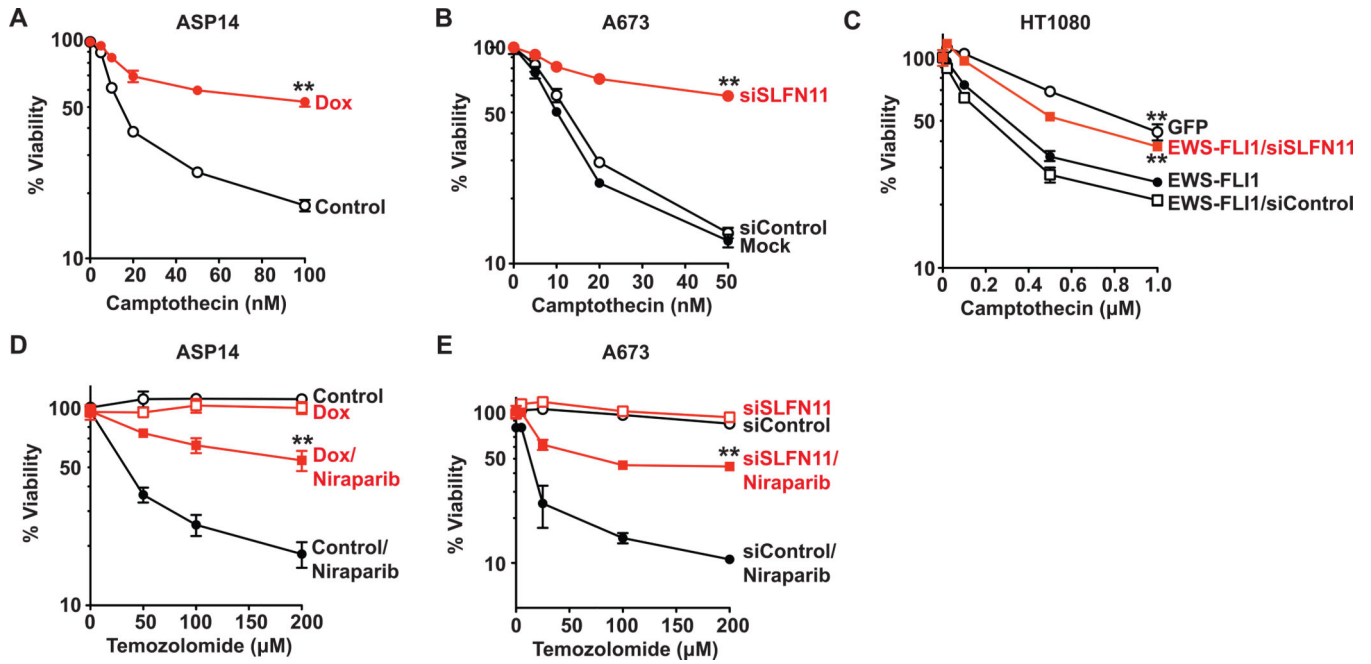 A
ASP14
100
50
10
% Viability
**
Dox
Control
0 20 40 60 80 100
Camptothecin (nM)
B
A673
100
50
10
% Viability
**
siSLFN11
siControl
Mock
0 10 20 30 40 50
Camptothecin (nM)
C
HT1080
100
50
10
% Viability
**
GFP
EWS-FLI1/siSLFN11
**
EWS-FLI1
EWS-FLI1/siControl
0 0.2 0.4 0.6 0.8 1.0
Camptothecin (µM)
D
ASP14
100
50
10
% Viability
Control
Dox
**
Dox/
Niraparib
Control/
Niraparib
0 50 100 150 200
Temozolomide (µM)
E
A673
100
50
10
% Viability
siSLFN11
siControl
**
siSLFN11/
Niraparib
siControl/
Niraparib
0 50 100 150 200
Temozolomide (µM)